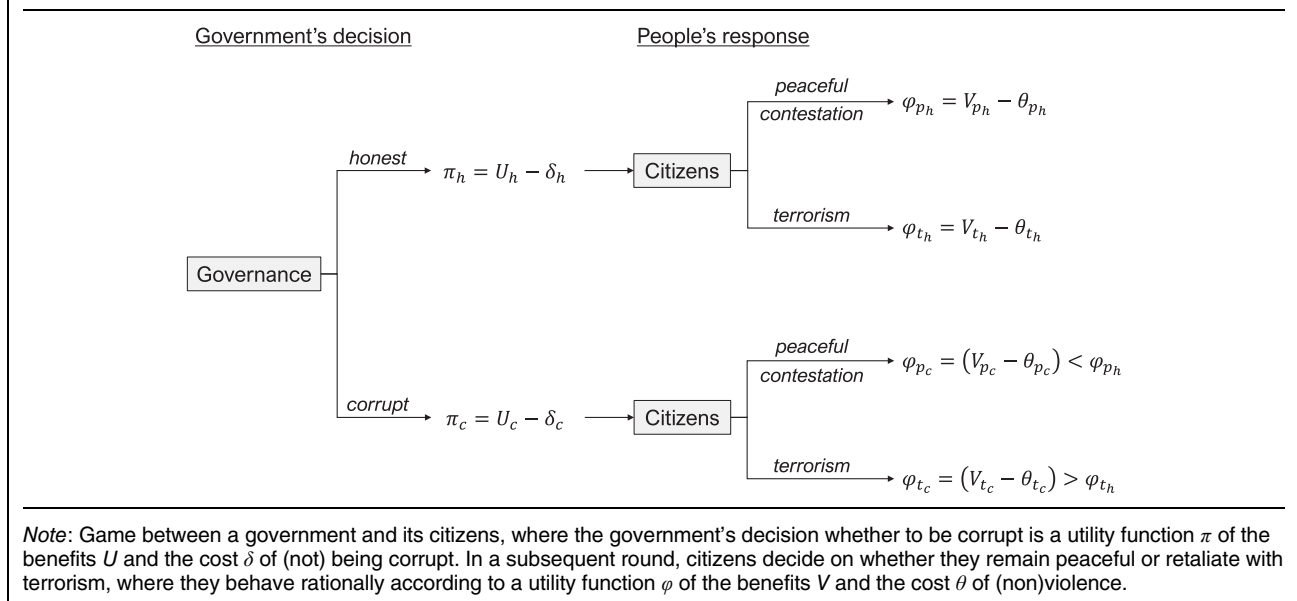 Government’s decision People’s response
peaceful
contestation
φ_{p_h} = V_{p_h} − θ_{p_h}
honest
π_h = U_h − δ_h
Citizens
terrorism
φ_{t_h} = V_{t_h} − θ_{t_h}
Governance
peaceful
contestation
φ_{p_c} = (V_{p_c} − θ_{p_c}) < φ_{p_h}
corrupt
π_c = U_c − δ_c
Citizens
terrorism
φ_{t_c} = (V_{t_c} − θ_{t_c}) > φ_{t_h}
Note: Game between a government and its citizens, where the government’s decision whether to be corrupt is a utility function π of the
benefits U and the cost δ of (not) being corrupt. In a subsequent round, citizens decide on whether they remain peaceful or retaliate with
terrorism, where they behave rationally according to a utility function φ of the benefits V and the cost θ of (non)violence.